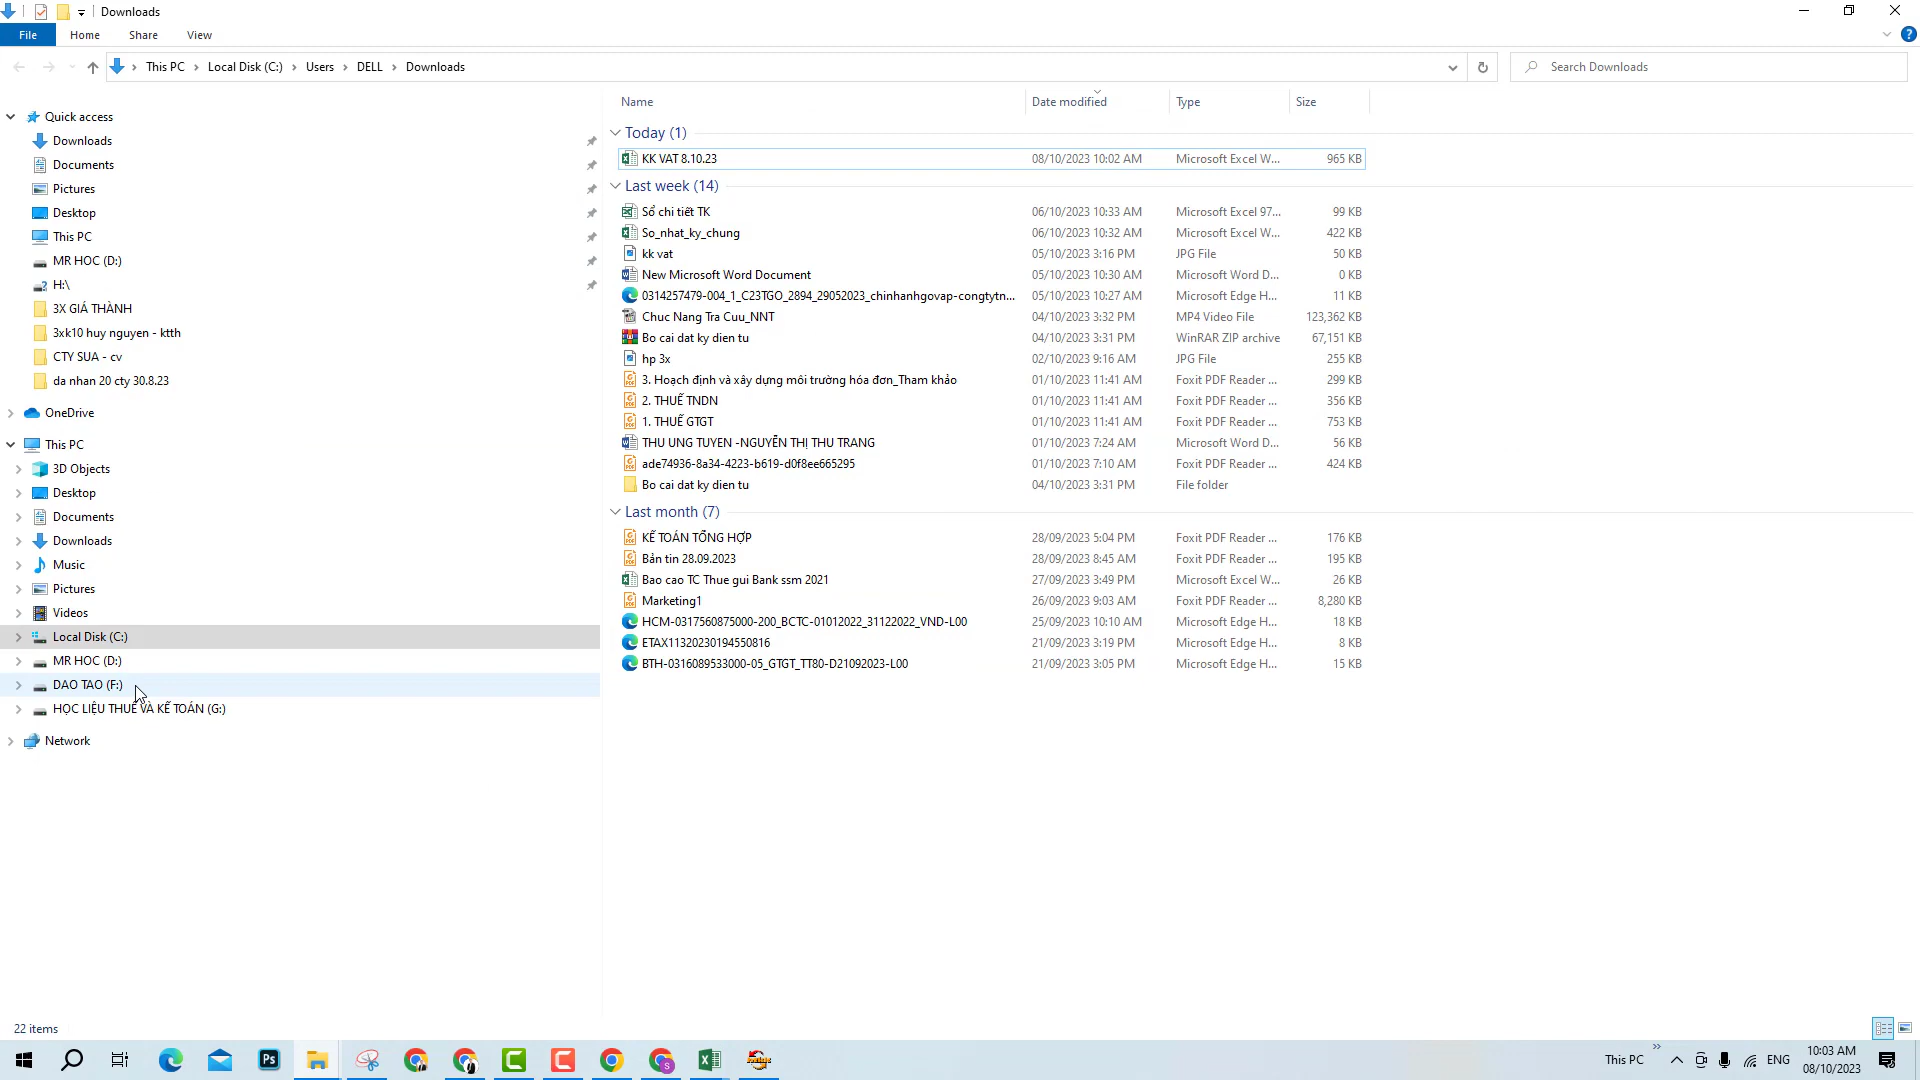 Downloads
File Home Share View
This PC Local Disk (C:) Users DELL Downloads
Search Downloads
Quick access
Downloads
Documents
Pictures
Desktop
This PC
MR HOC (D:)
H:\
3X GIÁ THÀNH
3xk10 huy nguyen - ktth
CTY SUA - cv
da nhan 20 cty 30.8.23
OneDrive
This PC
3D Objects
Desktop
Documents
Downloads
Music
Pictures
Videos
Local Disk (C:)
MR HOC (D:)
DAO TAO (F:)
HỌC LIỆU THUẾ VÀ KẾ TOÁN (G:)
Network
Name Date modified Type Size
Today (1)
KK VAT 8.10.23 08/10/2023 10:02 AM Microsoft Excel W... 965 KB
Last week (14)
Sổ chi tiết TK 06/10/2023 10:33 AM Microsoft Excel 97... 99 KB
So_nhat_ky_chung 06/10/2023 10:32 AM Microsoft Excel W... 422 KB
kk vat 05/10/2023 3:16 PM JPG File 50 KB
New Microsoft Word Document 05/10/2023 10:30 AM Microsoft Word D... 0 KB
0314257479-004_1_C23TGO_2894_29052023_chinhanhgovap-congtytn... 05/10/2023 10:27 AM Microsoft Edge H... 11 KB
Chuc Nang Tra Cuu_NNT 04/10/2023 3:32 PM MP4 Video File 123,362 KB
Bo cai dat ky dien tu 04/10/2023 3:31 PM WinRAR ZIP archive 67,151 KB
hp 3x 02/10/2023 9:16 AM JPG File 255 KB
3. Hoạch định và xây dựng môi trường hóa đơn_Tham khảo 01/10/2023 11:41 AM Foxit PDF Reader ... 299 KB
2. THUẾ TNDN 01/10/2023 11:41 AM Foxit PDF Reader ... 356 KB
1. THUẾ GTGT 01/10/2023 11:41 AM Foxit PDF Reader ... 753 KB
THU UNG TUYEN -NGUYỄN THỊ THU TRANG 01/10/2023 7:24 AM Microsoft Word D... 56 KB
ade74936-8a34-4223-b619-d0f8ee665295 01/10/2023 7:10 AM Foxit PDF Reader ... 424 KB
Bo cai dat ky dien tu 04/10/2023 3:31 PM File folder
Last month (7)
KẾ TOÁN TỔNG HỢP 28/09/2023 5:04 PM Foxit PDF Reader ... 176 KB
Bản tin 28.09.2023 28/09/2023 8:45 AM Foxit PDF Reader ... 195 KB
Bao cao TC Thue gui Bank ssm 2021 27/09/2023 3:49 PM Microsoft Excel W... 26 KB
Marketing1 26/09/2023 9:03 AM Foxit PDF Reader ... 8,280 KB
HCM-0317560875000-200_BCTC-01012022_31122022_VND-L00 25/09/2023 10:10 AM Microsoft Edge H... 18 KB
ETAX11320230194550816 21/09/2023 3:19 PM Microsoft Edge H... 8 KB
BTH-0316089533000-05_GTGT_TT80-D21092023-L00 21/09/2023 3:05 PM Microsoft Edge H... 15 KB
22 items
Ps
This PC ENG 10:03 AM
08/10/2023